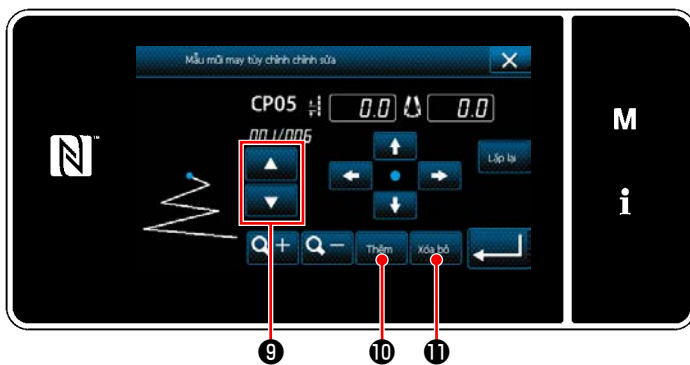 Mẫu mũi may tùy chỉnh chỉnh sửa
CP05 0.0 0.0
001/006
Lặp lại
Thêm Xóa bỏ
M
i
❾ ❿ ⓫